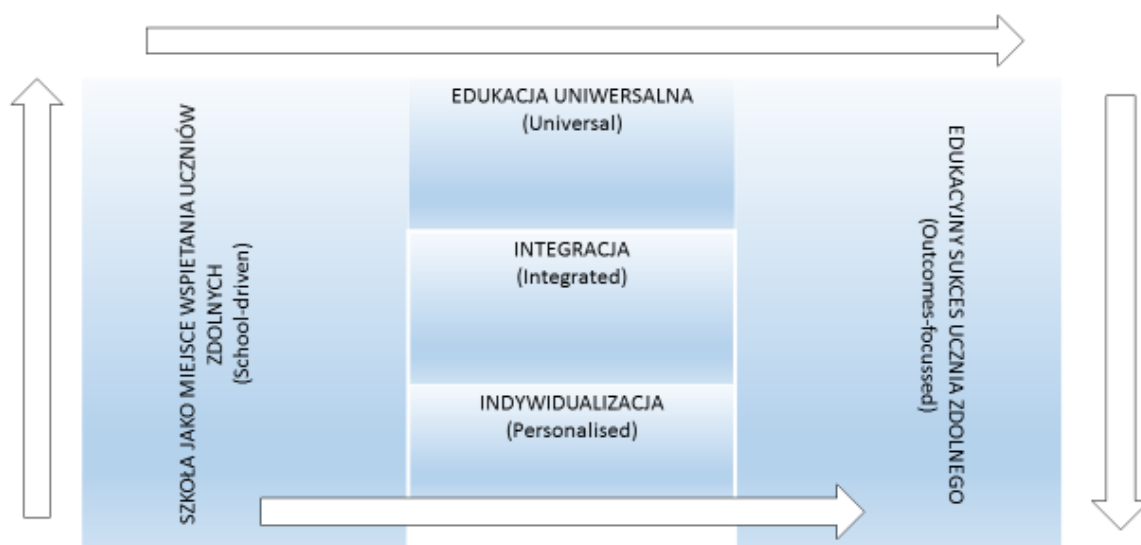 SZKOŁA JAKO MIEJSCE WSPIETANIA UCZNIÓW
ZDOLNYCH
(School-driven)
EDUKACJA UNIWERSALNA
(Universal)
INTEGRACJA
(Integrated)
INDYWIDUALIZACJA
(Personalised)
EDUKACYJNY SUKCES UCZNIA ZDOLNEGO
(Outcomes-focussed)